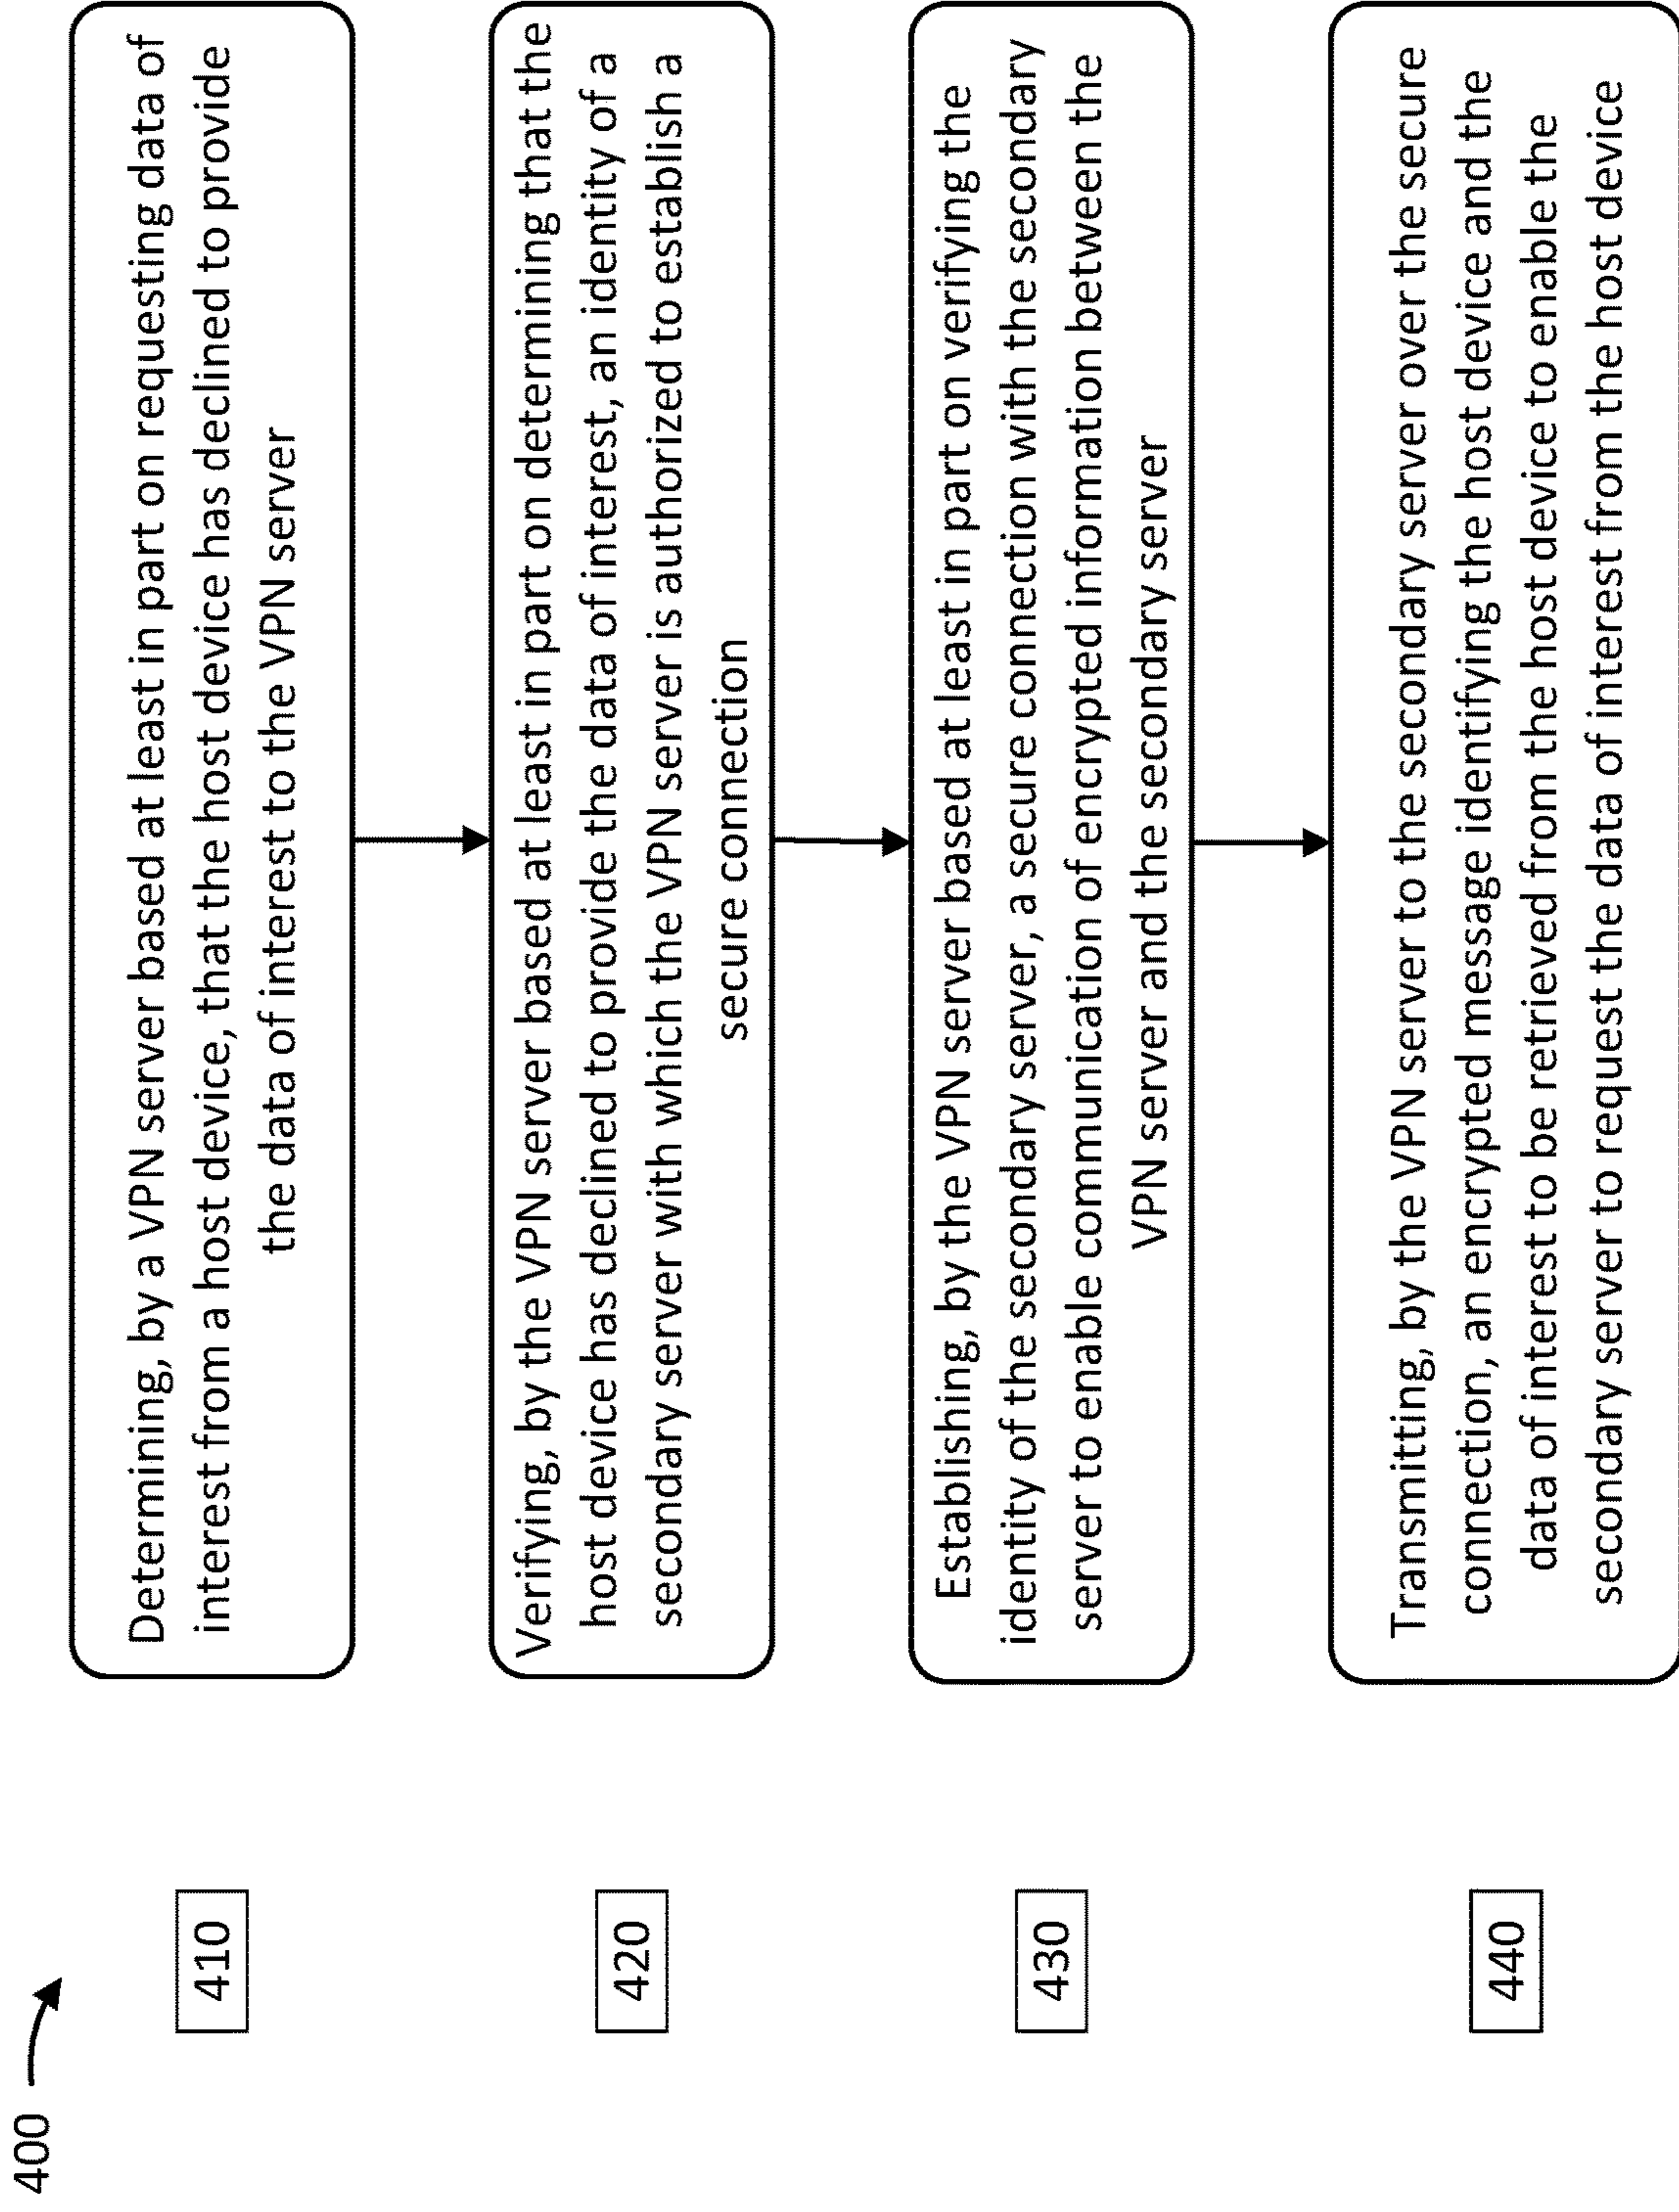 400
410
Determining, by a VPN server based at least in part on requesting data of
interest from a host device, that the host device has declined to provide
the data of interest to the VPN server
420
Verifying, by the VPN server based at least in part on determining that the
host device has declined to provide the data of interest, an identity of a
secondary server with which the VPN server is authorized to establish a
secure connection
430
Establishing, by the VPN server based at least in part on verifying the
identity of the secondary server, a secure connection with the secondary
server to enable communication of encrypted information between the
VPN server and the secondary server
440
Transmitting, by the VPN server to the secondary server over the secure
connection, an encrypted message identifying the host device and the
data of interest to be retrieved from the host device to enable the
secondary server to request the data of interest from the host device